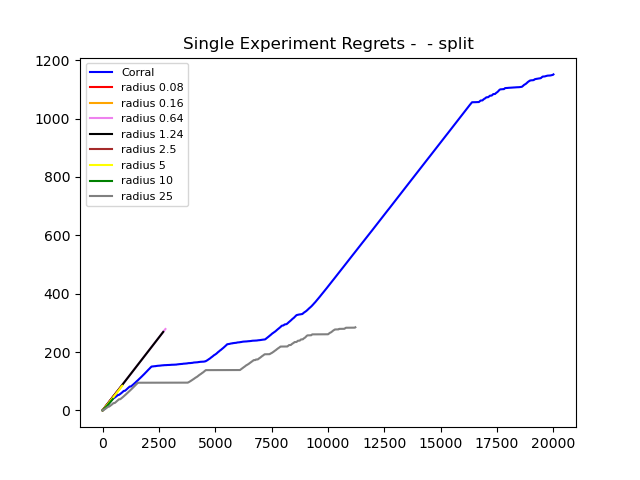 Single Experiment Regrets -  - split
1200
1000
800
600
400
200
0
Corral
radius 0.08
radius 0.16
radius 0.64
radius 1.24
radius 2.5
radius 5
radius 10
radius 25
0 2500 5000 7500 10000 12500 15000 17500 20000